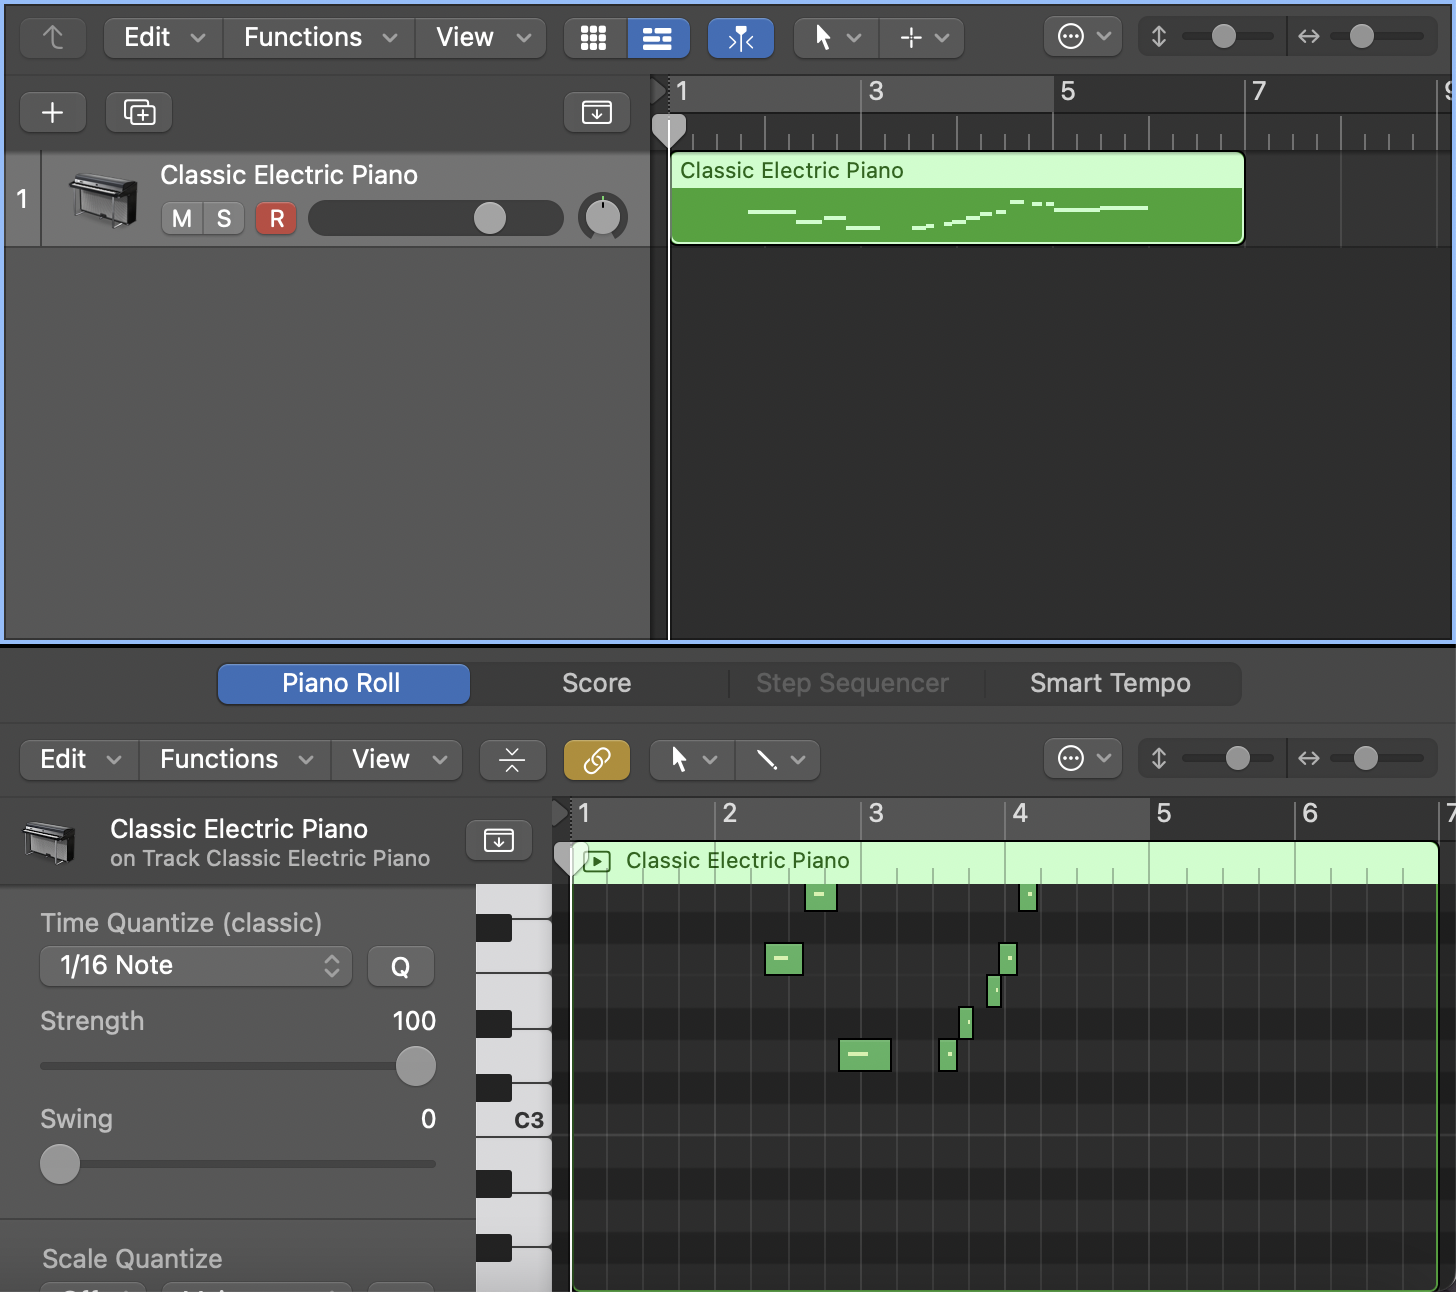 Edit Functions View
1 3 5 7 9
1 Classic Electric Piano
M S R
Classic Electric Piano
Piano Roll Score Step Sequencer Smart Tempo
Edit Functions View
Classic Electric Piano
on Track Classic Electric Piano
1 2 3 4 5 6 7
Classic Electric Piano
Time Quantize (classic)
1/16 Note Q
Strength 100
Swing 0
C3
Scale Quantize